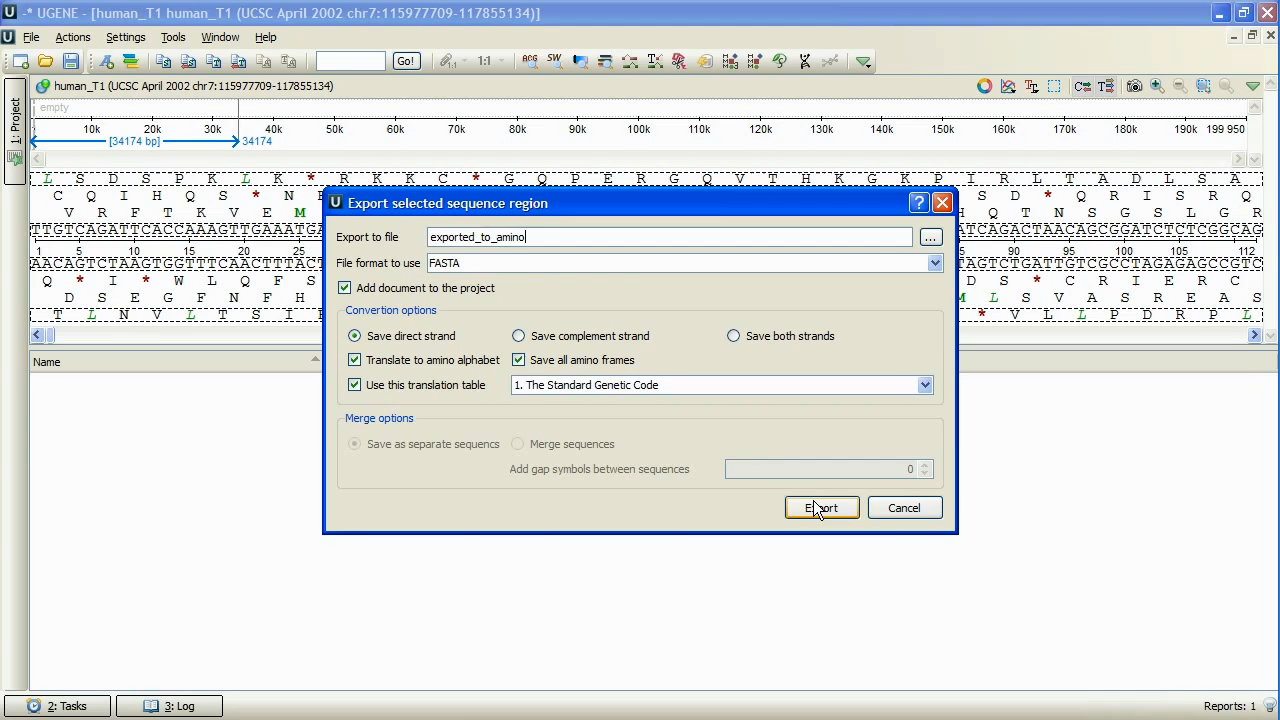 -* UGENE - [human_T1 human_T1 (UCSC April 2002 chr7:115977709-117855134)]
File Actions Settings Tools Window Help
Go! 1:1
1: Project
human_T1 (UCSC April 2002 chr7:115977709-117855134)
empty
10k 20k 30k 40k 50k 60k 70k 80k 90k 100k 110k 120k 130k 140k 150k 160k 170k 180k 190k 199 950
[34174 bp] 34174
L S D S P K L K * R K K C * G Q P E R G Q V T H K G K P I R L T A D L S A
C Q I H Q S * N S D * Q R I S R Q
V R F T K V E M H Q T N S G S L G
TTGTCAGATTCACCAAAGTTGA ATCAGACTAACAGCGGATCTCTCGGCAG
1 5 10 15 20 90 95 100 105 112
AACAGTCTAAGTGGTTTCAACTTTACT TAGTCTGATTGTCGCCTAGAGAGCCGTC
Q * I * W L Q F S D S * C R I E R C
D S E G F N F H M L S V A S R E A S
T L N V L T S I * V L L P D R P L
Name
Export selected sequence region
Export to file exported_to_amino ...
File format to use FASTA
Add document to the project
Convertion options
Save direct strand Save complement strand Save both strands
Translate to amino alphabet Save all amino frames
Use this translation table 1. The Standard Genetic Code
Merge options
Save as separate sequencs Merge sequences
Add gap symbols between sequences 0
Export Cancel
2: Tasks 3: Log Reports: 1